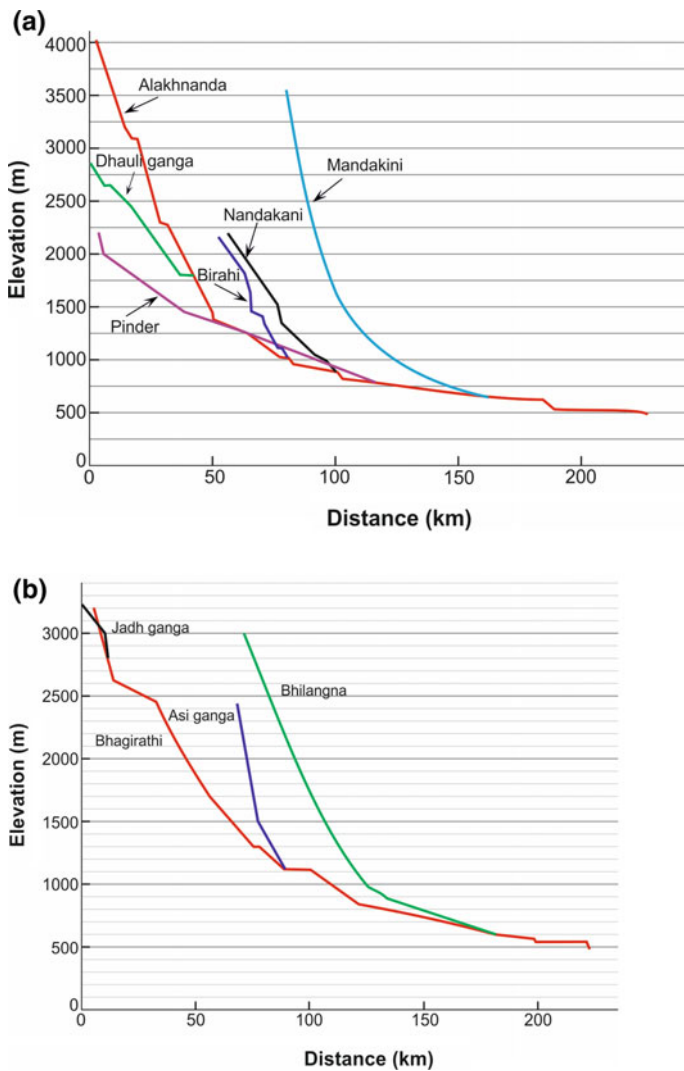 (a)
4000
3500
3000
2500
2000
1500
1000
500
0
Elevation (m)
Alakhnanda
Dhauli ganga
Mandakini
Nandakani
Birahi
Pinder
0 50 100 150 200
Distance (km)
(b)
3000
2500
2000
1500
1000
500
0
Elevation (m)
Jadh ganga
Bhilangna
Asi ganga
Bhagirathi
0 50 100 150 200
Distance (km)